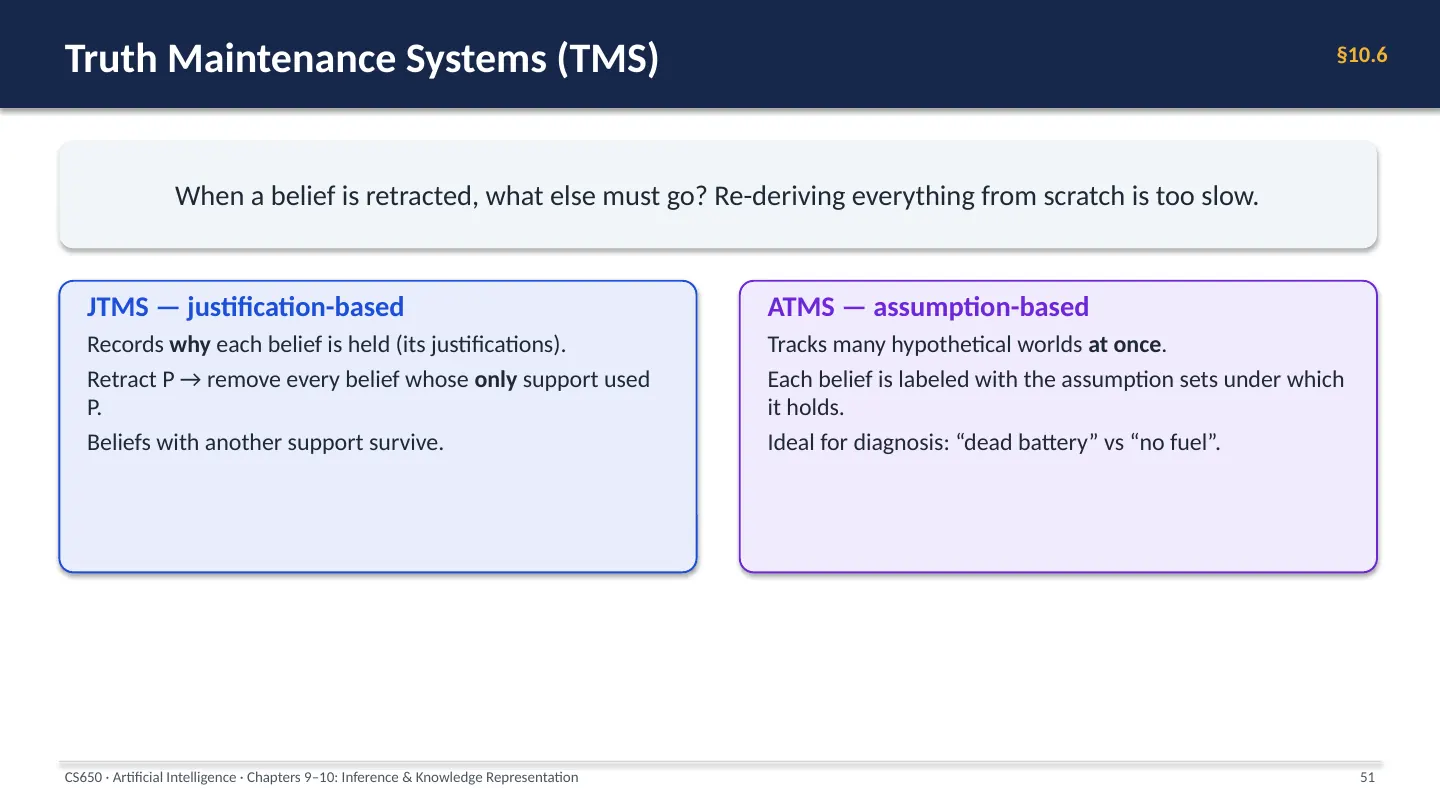 Truth Maintenance Systems (TMS)
§10.6
When a belief is retracted, what else must go? Re-deriving everything from scratch is too slow.
JTMS — justification-based
Records why each belief is held (its justifications).
Retract P → remove every belief whose only support used
P.
Beliefs with another support survive.
ATMS — assumption-based
Tracks many hypothetical worlds at once.
Each belief is labeled with the assumption sets under which
it holds.
Ideal for diagnosis: “dead battery” vs “no fuel”.
CS650 · Artificial Intelligence · Chapters 9–10: Inference & Knowledge Representation
51